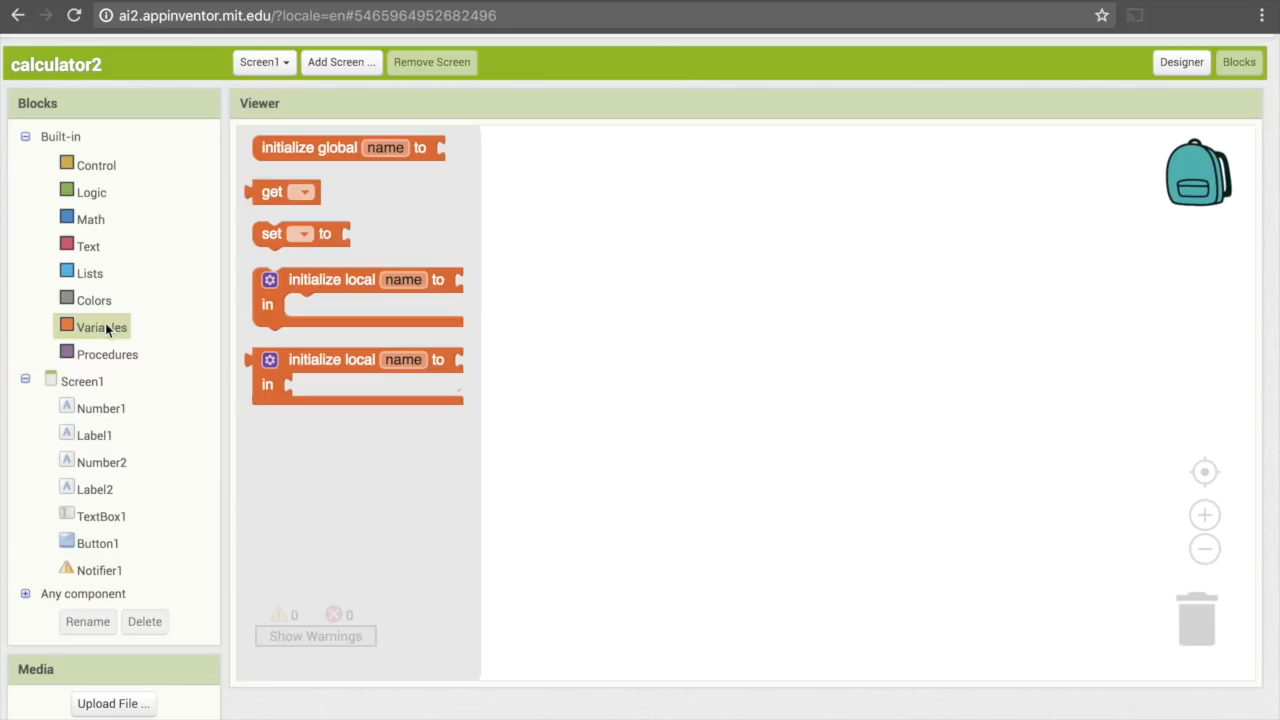 ai2.appinventor.mit.edu/?locale=en#5465964952682496
calculator2
Screen1
Add Screen ...
Remove Screen
Designer
Blocks
Blocks
Viewer
Built-in
Control
Logic
Math
Text
Lists
Colors
Variables
Procedures
Screen1
Number1
Label1
Number2
Label2
TextBox1
Button1
Notifier1
Any component
Rename
Delete
Media
Upload File ...
initialize global name to
get
set to
initialize local name to
in
initialize local name to
in
0 0
Show Warnings